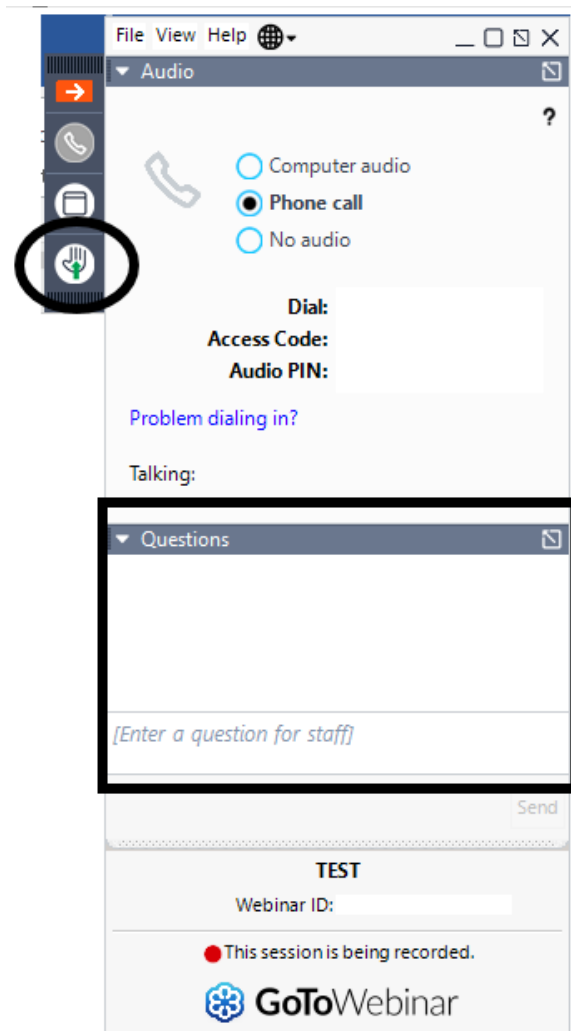 File View Help
Audio
?
Computer audio
Phone call
No audio
Dial:
Access Code:
Audio PIN:
Problem dialing in?
Talking:
Questions
[Enter a question for staff]
Send
TEST
Webinar ID:
This session is being recorded.
GoToWebinar